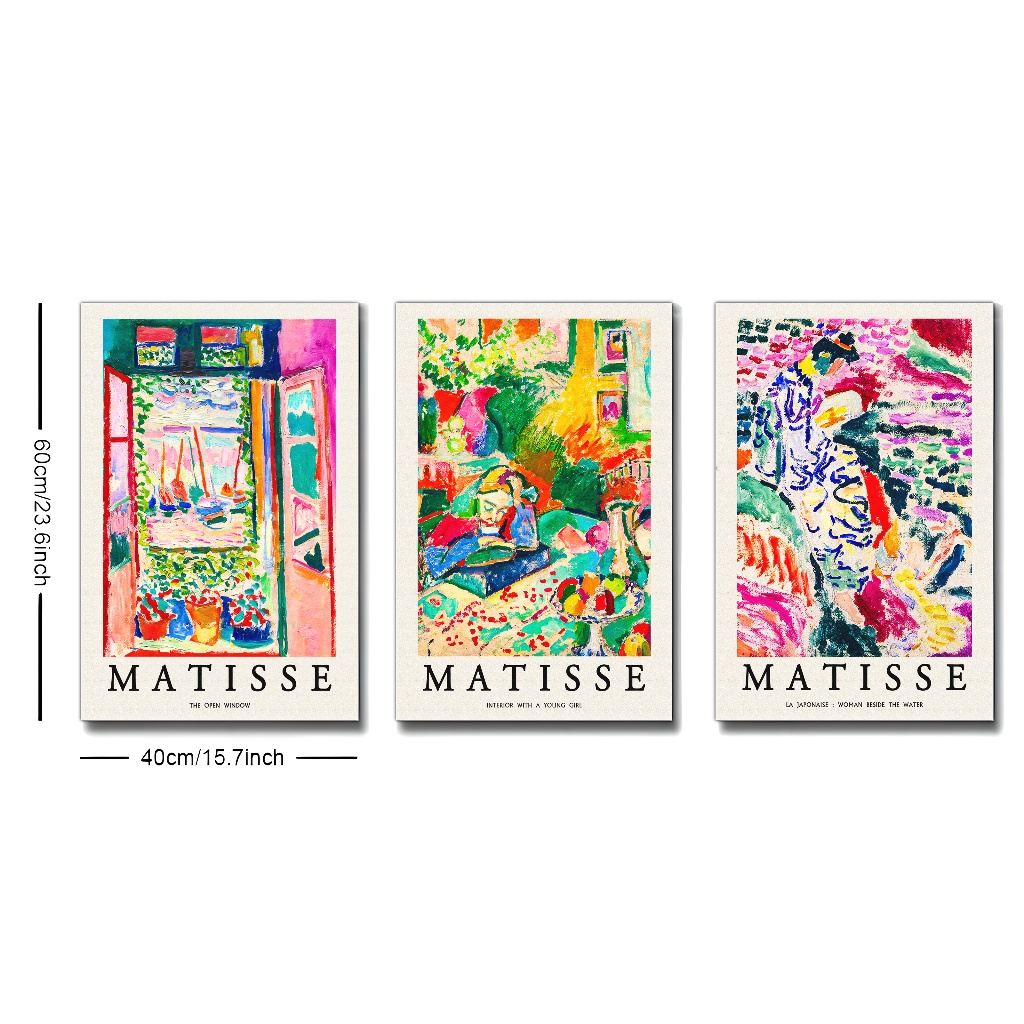 60cm/23.6inch
MATISSE
THE OPEN WINDOW
MATISSE
INTERIOR WITH A YOUNG GIRL
MATISSE
LA JAPONAISE : WOMAN BESIDE THE WATER
40cm/15.7inch